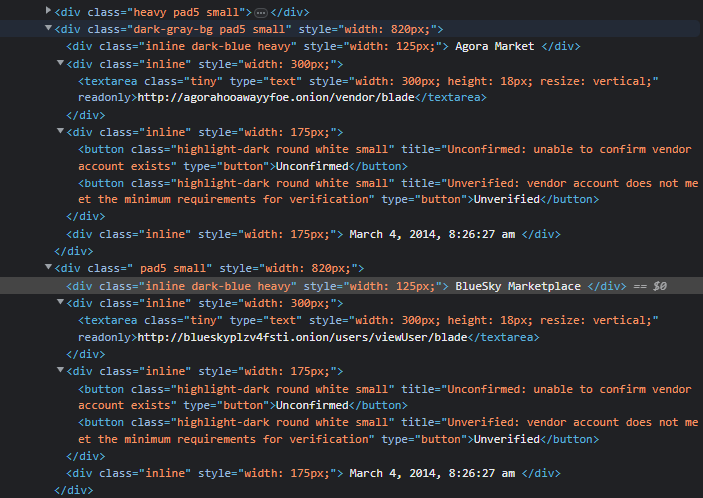 <div class="heavy pad5 small">…</div>
<div class="dark-gray-bg pad5 small" style="width: 820px;">
<div class="inline dark-blue heavy" style="width: 125px;"> Agora Market </div>
<div class="inline" style="width: 300px;">
<textarea class="tiny" type="text" style="width: 300px; height: 18px; resize: vertical;"
readonly>http://agorahooawayyfoe.onion/vendor/blade</textarea>
</div>
<div class="inline" style="width: 175px;">
<button class="highlight-dark round white small" title="Unconfirmed: unable to confirm vendor
account exists" type="button">Unconfirmed</button>
<button class="highlight-dark round white small" title="Unverified: vendor account does not me
et the minimum requirements for verification" type="button">Unverified</button>
</div>
<div class="inline" style="width: 175px;"> March 4, 2014, 8:26:27 am </div>
</div>
<div class=" pad5 small" style="width: 820px;">
<div class="inline dark-blue heavy" style="width: 125px;"> BlueSky Marketplace </div> == $0
<div class="inline" style="width: 300px;">
<textarea class="tiny" type="text" style="width: 300px; height: 18px; resize: vertical;"
readonly>http://blueskyplzv4fsti.onion/users/viewUser/blade</textarea>
</div>
<div class="inline" style="width: 175px;">
<button class="highlight-dark round white small" title="Unconfirmed: unable to confirm vendor
account exists" type="button">Unconfirmed</button>
<button class="highlight-dark round white small" title="Unverified: vendor account does not me
et the minimum requirements for verification" type="button">Unverified</button>
</div>
<div class="inline" style="width: 175px;"> March 4, 2014, 8:26:27 am </div>
</div>